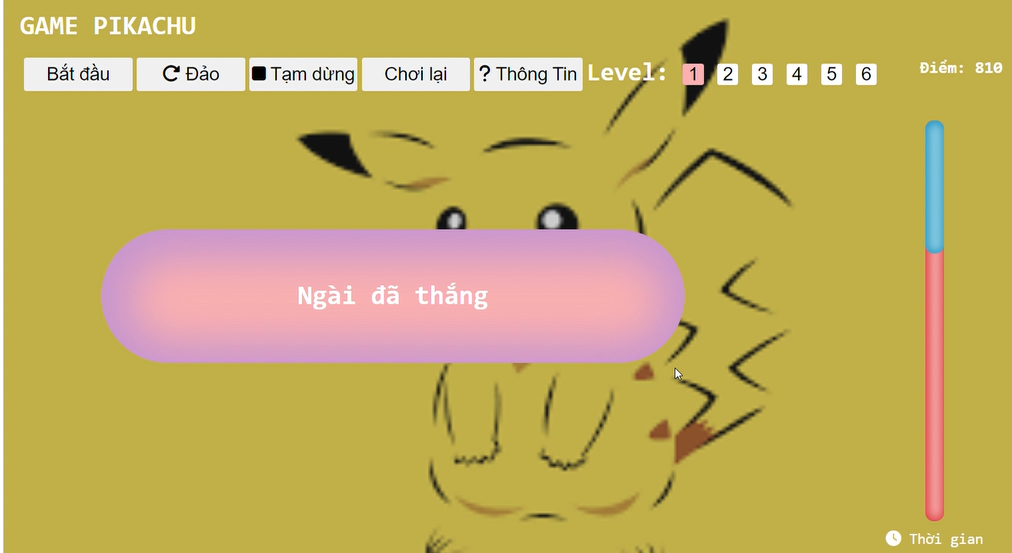 GAME PIKACHU
Bắt đầu Đảo Tạm dừng Chơi lại ? Thông Tin Level: 1 2 3 4 5 6 Điểm: 810
Ngài đã thắng
Thời gian